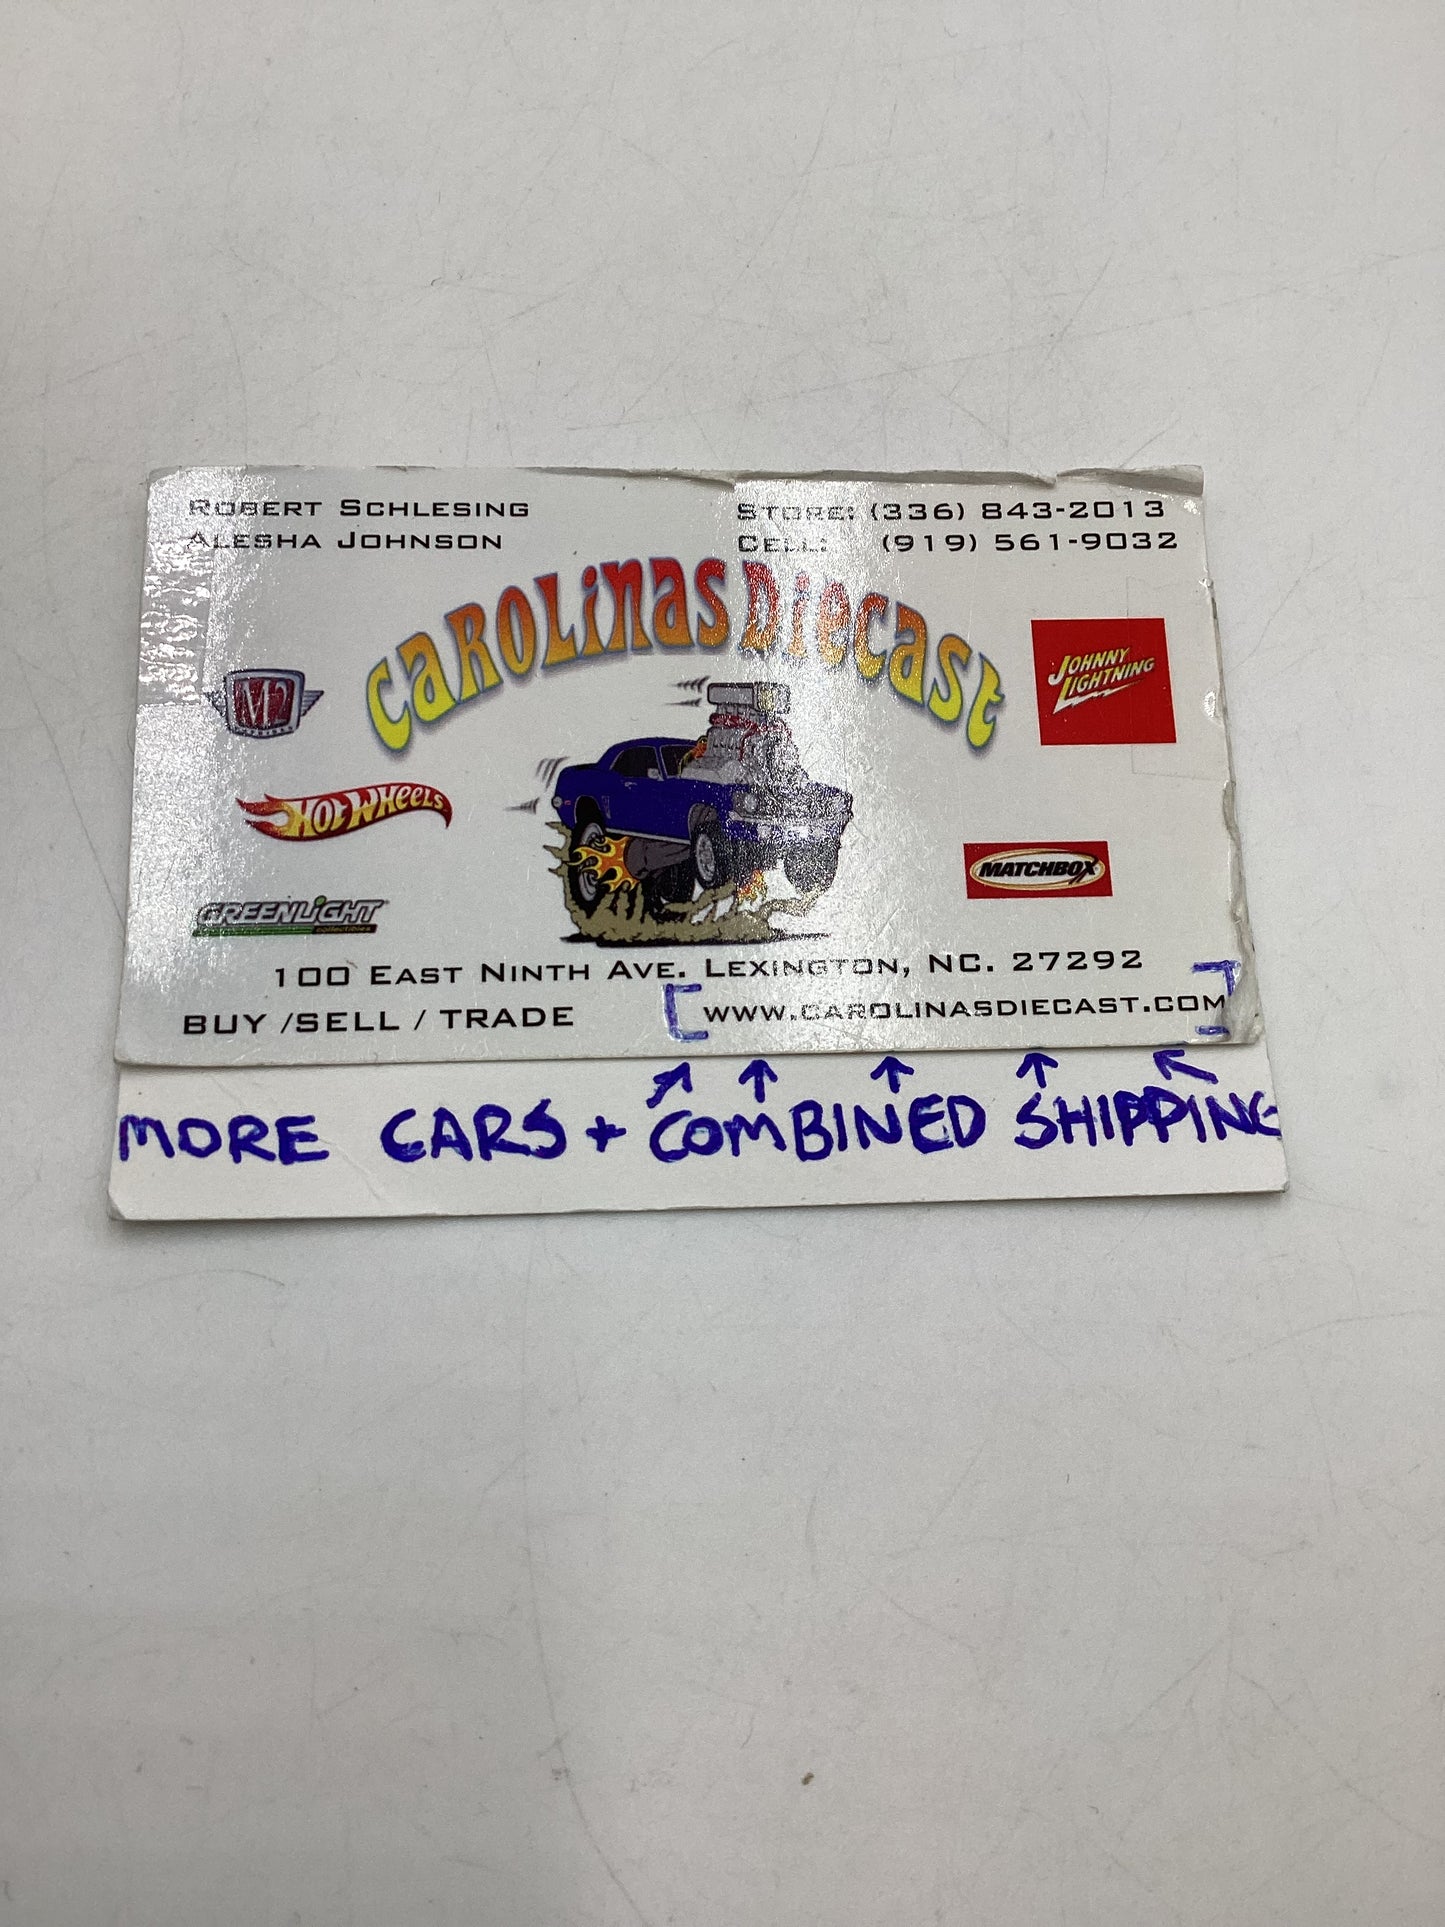 ROBERT SCHLESING
ALESHA JOHNSON
STORE: (336) 843-2013
CELL: (919) 561-9032
CAROLINAS DIECAST
M2
JOHNNY LIGHTNING
HOT WHEELS
MATCHBOX
GREENLIGHT
collectibles
100 EAST NINTH AVE. LEXINGTON, NC. 27292
BUY /SELL / TRADE
[WWW.CAROLINASDIECAST.COM]
MORE CARS + COMBINED SHIPPING